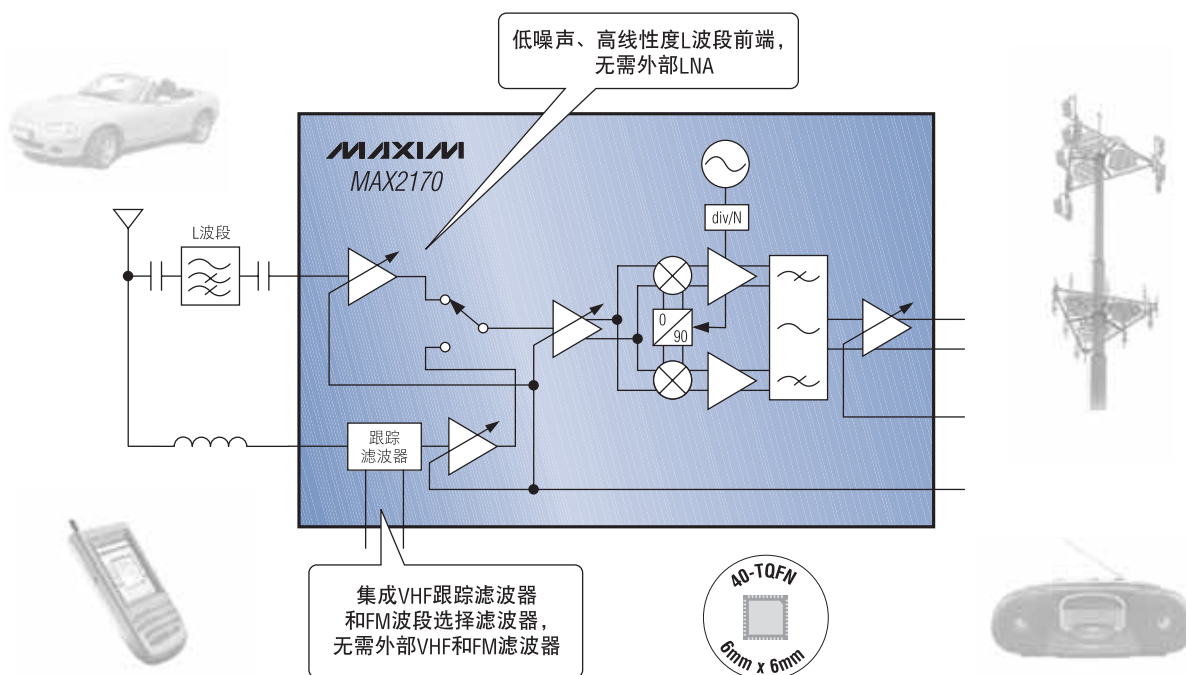 低噪声、高线性度L波段前端，
无需外部LNA
MAXIM
MAX2170
div/N
L波段
0
90
跟踪
滤波器
集成VHF跟踪滤波器
和FM波段选择滤波器，
无需外部VHF和FM滤波器
40-TQFN
6mm x 6mm